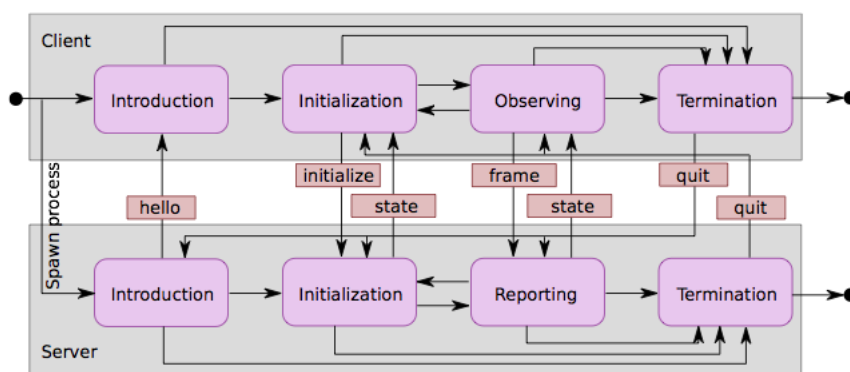 Client
Introduction
Initialization
Observing
Termination
Spawn process
initialize
frame
quit
hello
state
state
quit
Introduction
Initialization
Reporting
Termination
Server